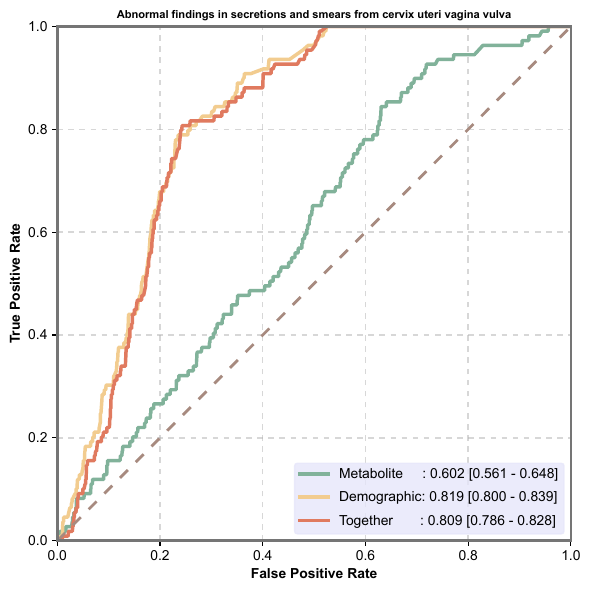 Abnormal findings in secretions and smears from cervix uteri vagina vulva
True Positive Rate
1.0
0.8
0.6
0.4
0.2
0.0
Metabolite : 0.602 [0.561 - 0.648]
Demographic: 0.819 [0.800 - 0.839]
Together : 0.809 [0.786 - 0.828]
0.0 0.2 0.4 0.6 0.8 1.0
False Positive Rate